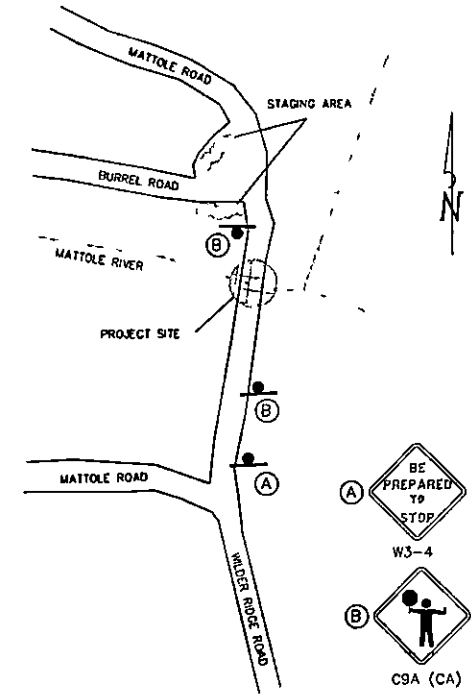 MATTOLE ROAD
STAGING AREA
BURREL ROAD
N
B
MATTOLE RIVER
PROJECT SITE
B
A
MATTOLE ROAD
WILDER RIDGE ROAD
A
BE
PREPARED
TO
STOP
W3-4
B
C9A (CA)